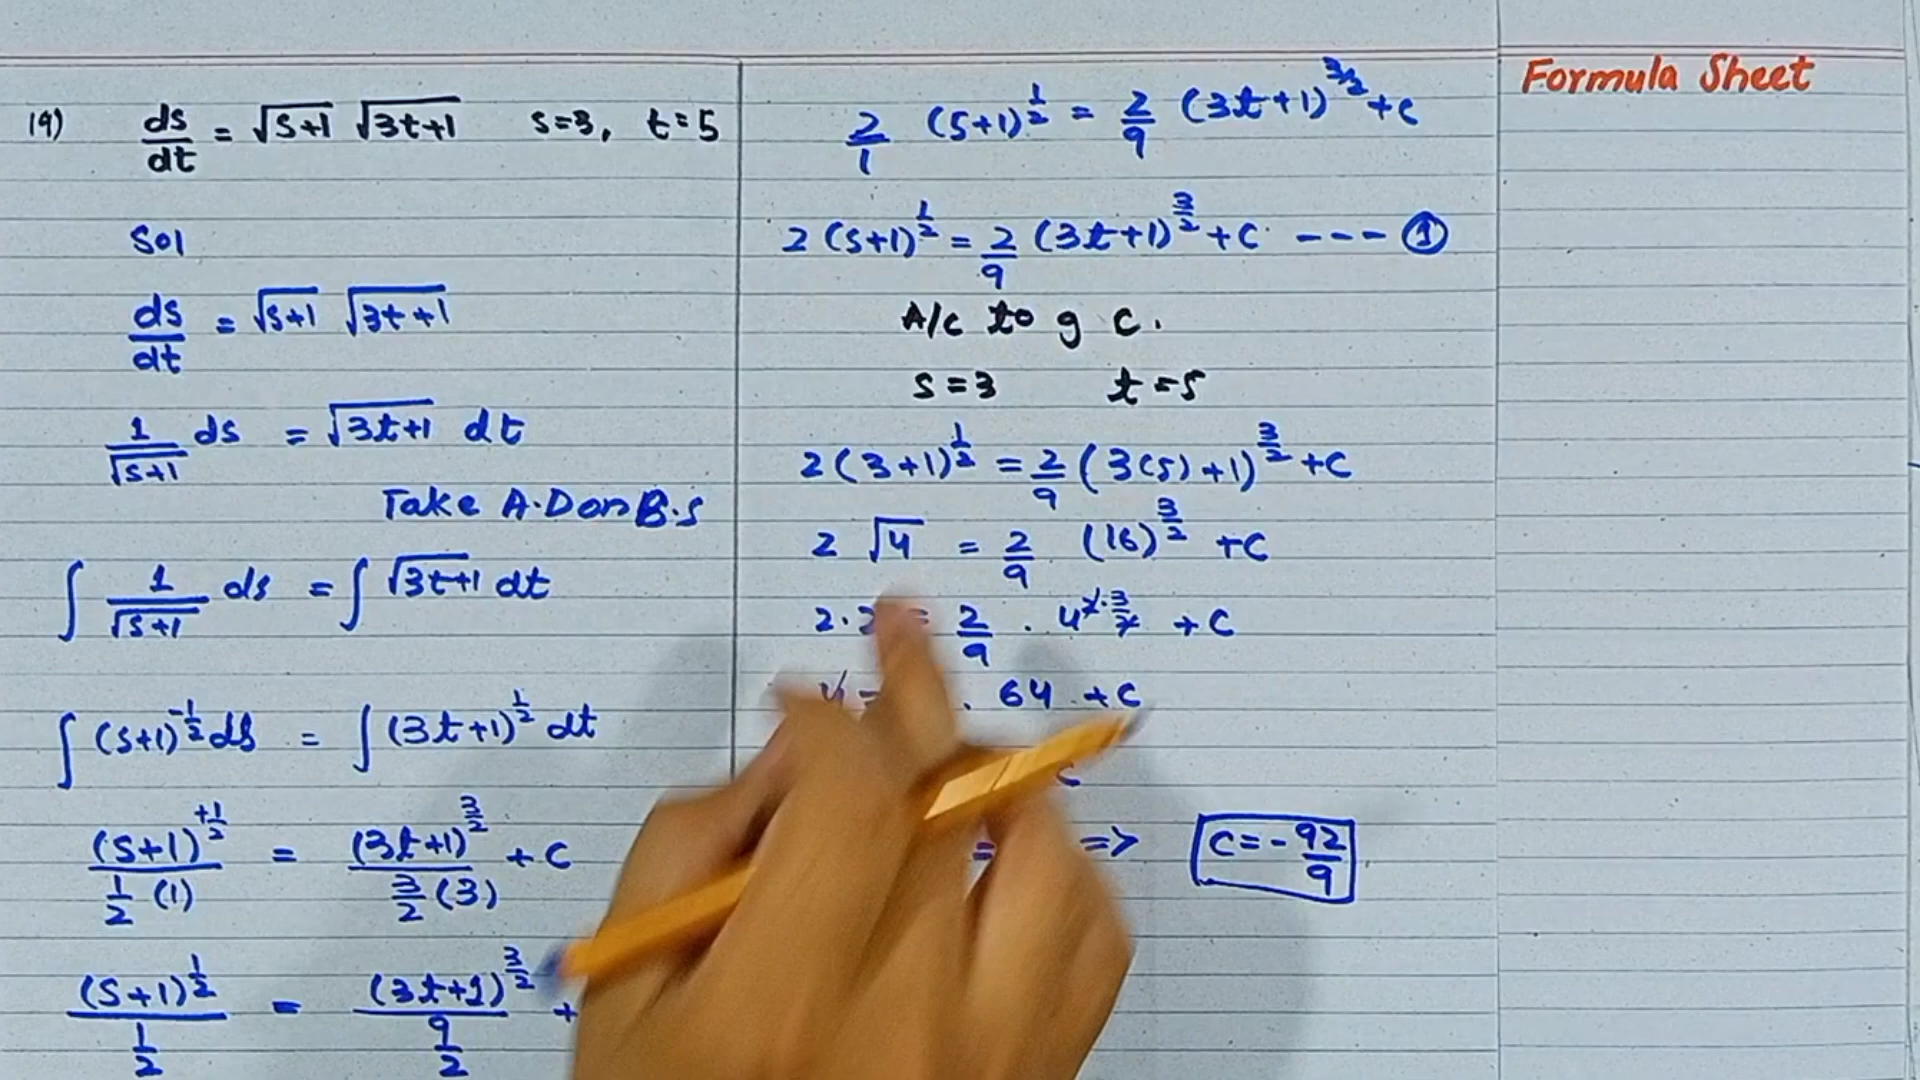 19) ds/dt = √s+1 √3t+1 s=3, t=5
Sol
ds/dt = √s+1 √3t+1
1/√s+1 ds = √3t+1 dt
Take A.D on B.S
∫ 1/√s+1 ds = ∫ √3t+1 dt
∫ (s+1)^-1/2 ds = ∫ (3t+1)^1/2 dt
(s+1)^+1/2 / 1/2 (1) = (3t+1)^3/2 / 3/2 (3) + c
(s+1)^1/2 / 1/2 = (3t+1)^3/2 / 9/2 +
2/1 (s+1)^1/2 = 2/9 (3t+1)^3/2 + c
2 (s+1)^1/2 = 2/9 (3t+1)^3/2 + c --- ①
A/c to g c.
s=3 t=5
2 (3+1)^1/2 = 2/9 (3(5)+1)^3/2 + c
2 √4 = 2/9 (16)^3/2 + c
2.2 = 2/9 . 4^2.3/2 + c
. 64 + c
c
= => c = -92/9
Formula Sheet